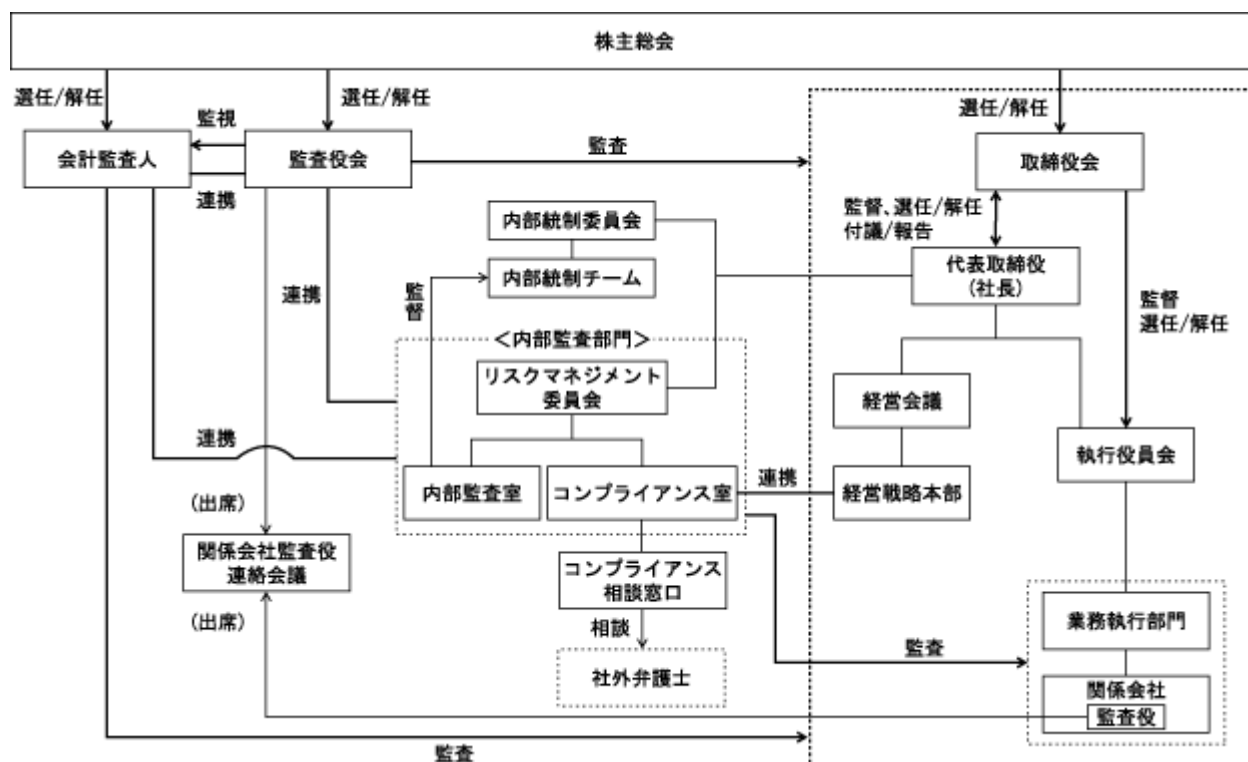 株主総会
選任/解任
選任/解任
選任/解任
監視
会計監査人
監査役会
監査
取締役会
連携
監督、選任/解任
付議/報告
内部統制委員会
内部統制チーム
代表取締役
(社長)
監督
連携
監督
選任/解任
＜内部監査部門＞
リスクマネジメント
委員会
経営会議
連携
執行役員会
内部監査室
コンプライアンス室
連携
経営戦略本部
(出席)
関係会社監査役
連絡会議
コンプライアンス
相談窓口
(出席)
相談
業務執行部門
監査
社外弁護士
関係会社
監査役
監査